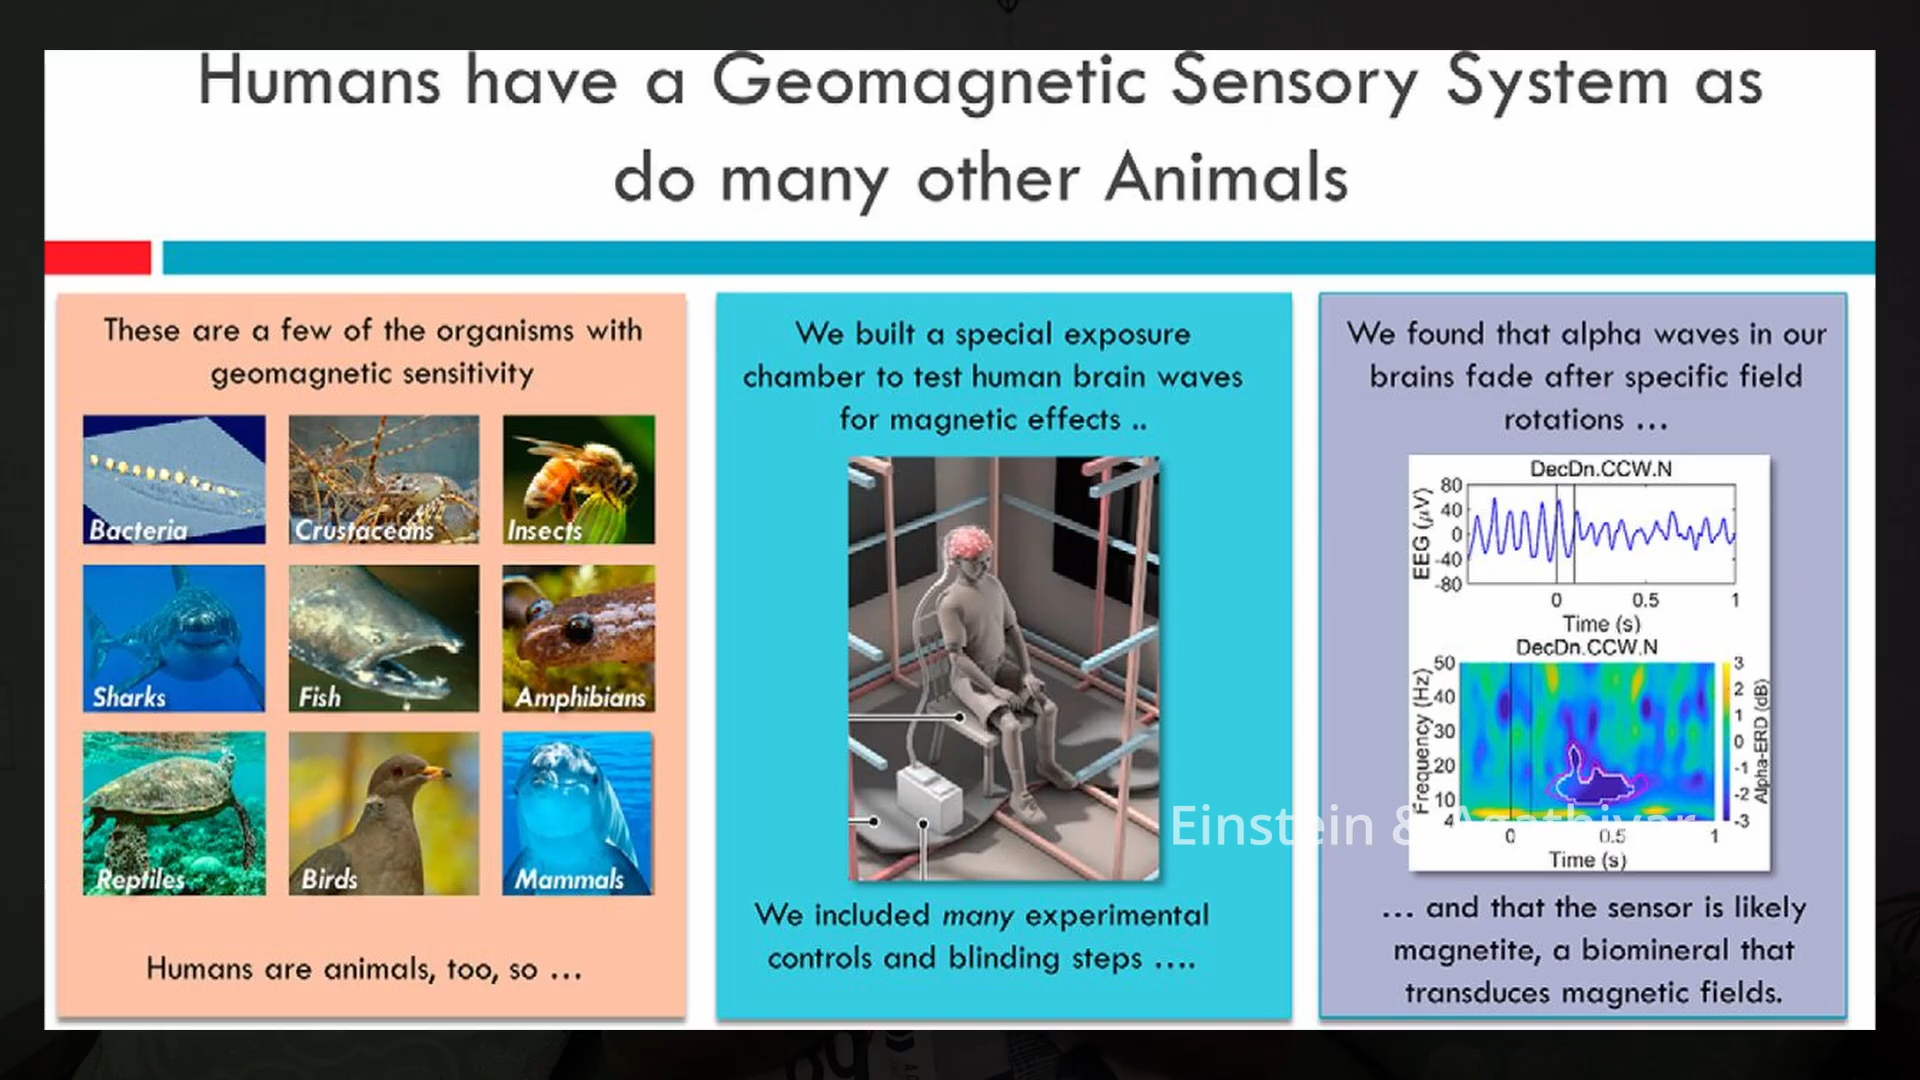 Humans have a Geomagnetic Sensory System as
do many other Animals
These are a few of the organisms with
geomagnetic sensitivity
Bacteria
Crustaceans
Insects
Sharks
Fish
Amphibians
Reptiles
Birds
Mammals
Humans are animals, too, so ...
We built a special exposure
chamber to test human brain waves
for magnetic effects ..
We included many experimental
controls and blinding steps ....
We found that alpha waves in our
brains fade after specific field
rotations ...
DecDn.CCW.N
EEG (μV)
80
40
0
-40
-80
0 0.5 1
Time (s)
DecDn.CCW.N
Frequency (Hz)
50
40
30
20
10
4
0 0.5 1
Time (s)
3
2
1
0
-1
-2
-3
Alpha-ERD (dB)
... and that the sensor is likely
magnetite, a biomineral that
transduces magnetic fields.
Einstein & Agathiyar